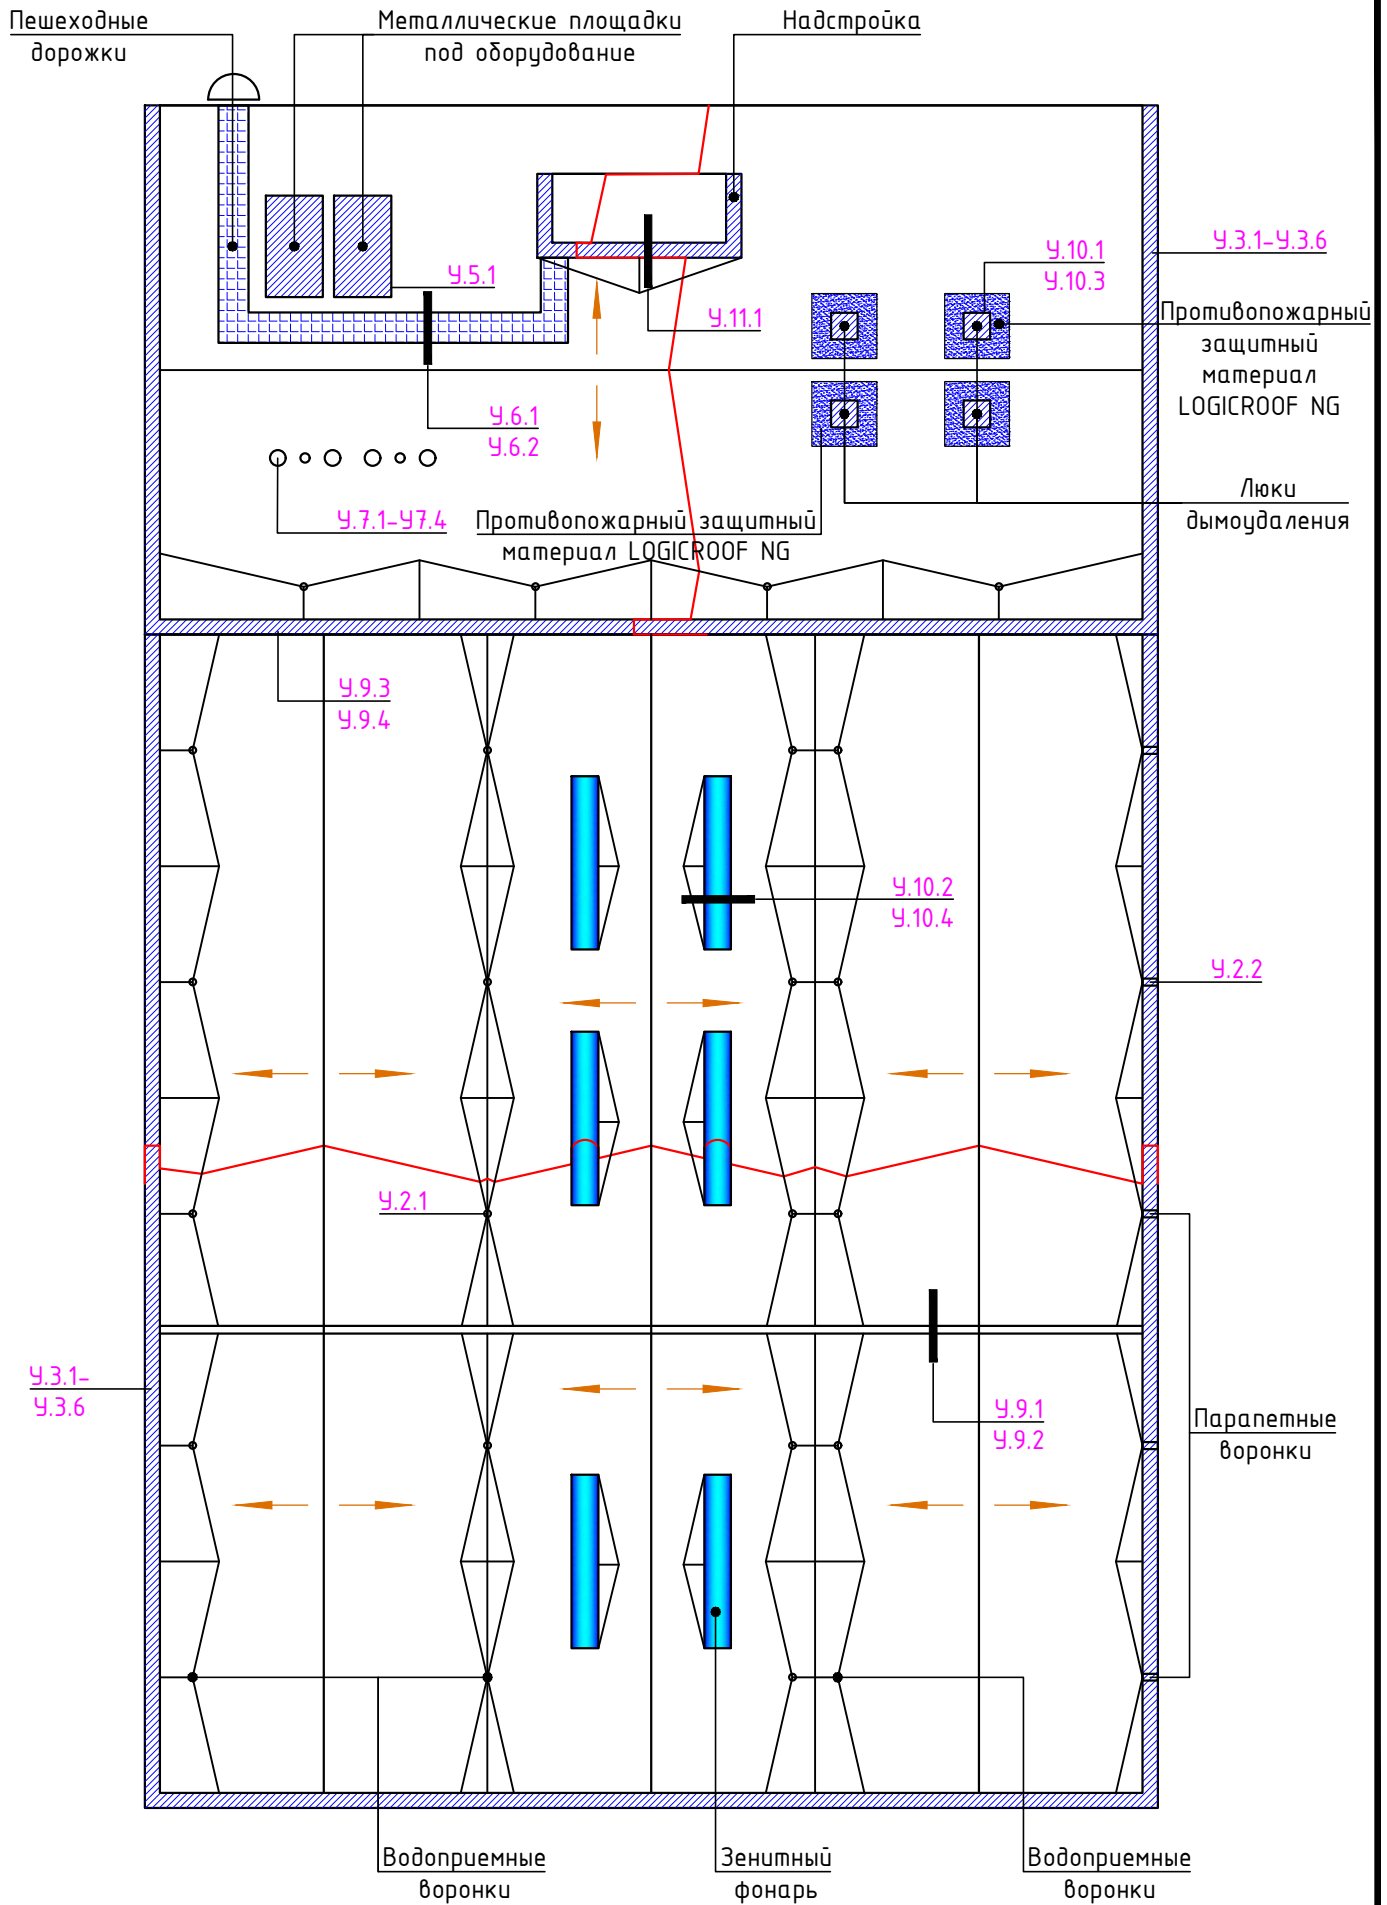 Пешеходные
дорожки
Металлические площадки
под оборудование
Надстройка
У.3.1-У.3.6
У.10.1
У.10.3
У.5.1
У.11.1
Противопожарный
защитный
материал
LOGICROOF NG
У.6.1
У.6.2
Люки
дымоудаления
У.7.1-У7.4
Противопожарный защитный
материал LOGICROOF NG
У.9.3
У.9.4
У.10.2
У.10.4
У.2.2
У.2.1
У.3.1-
У.3.6
У.9.1
У.9.2
Парапетные
воронки
Водоприемные
воронки
Зенитный
фонарь
Водоприемные
воронки